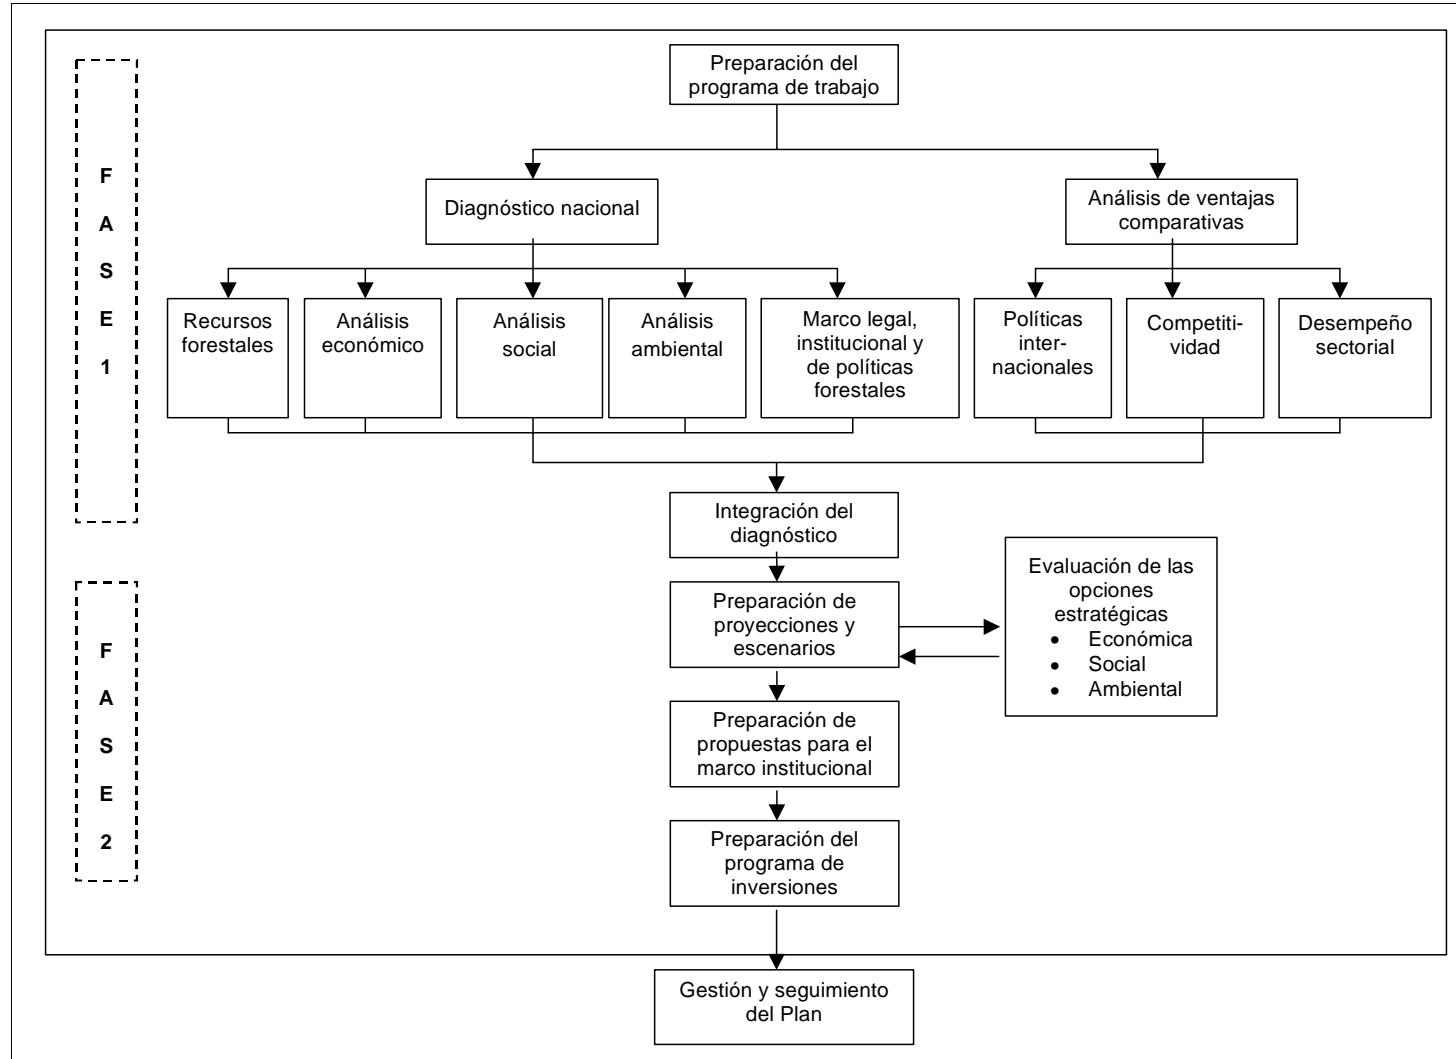 Preparación del
programa de trabajo
F
A
S
E
1
Diagnóstico nacional
Análisis de ventajas
comparativas
Recursos
forestales
Análisis
económico
Análisis
social
Análisis
ambiental
Marco legal,
institucional y
de políticas
forestales
Políticas
inter-
nacionales
Competiti-
vidad
Desempeño
sectorial
Integración del
diagnóstico
F
A
S
E
2
Preparación de
proyecciones y
escenarios
Evaluación de las
opciones
estratégicas
• Económica
• Social
• Ambiental
Preparación de
propuestas para el
marco institucional
Preparación del
programa de
inversiones
Gestión y seguimiento
del Plan